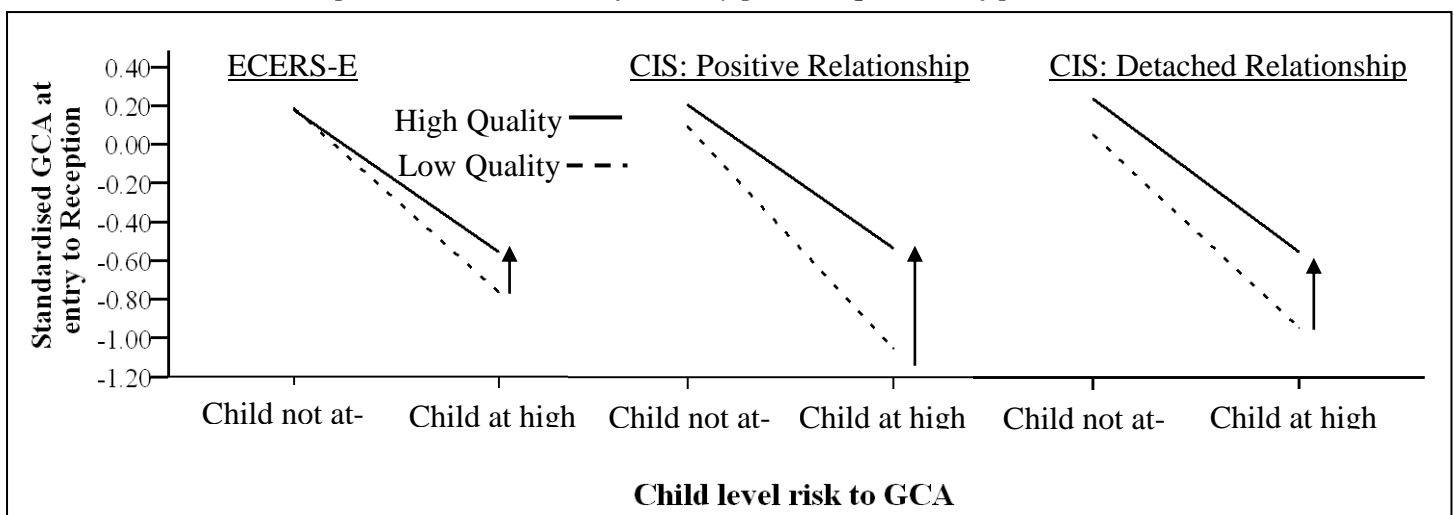 ECERS-E
CIS: Positive Relationship
CIS: Detached Relationship
High Quality
Low Quality
Standardised GCA at
entry to Reception
0.40
0.20
0.00
-0.20
-0.40
-0.60
-0.80
-1.00
-1.20
Child not at-
Child at high
Child not at-
Child at high
Child not at-
Child at high
Child level risk to GCA